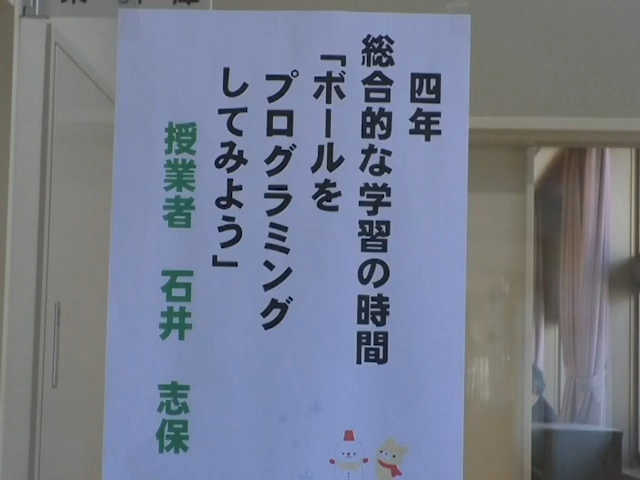 四年
総合的な学習の時間
「ボールを
プログラミング
してみよう」
授業者　石井　志保